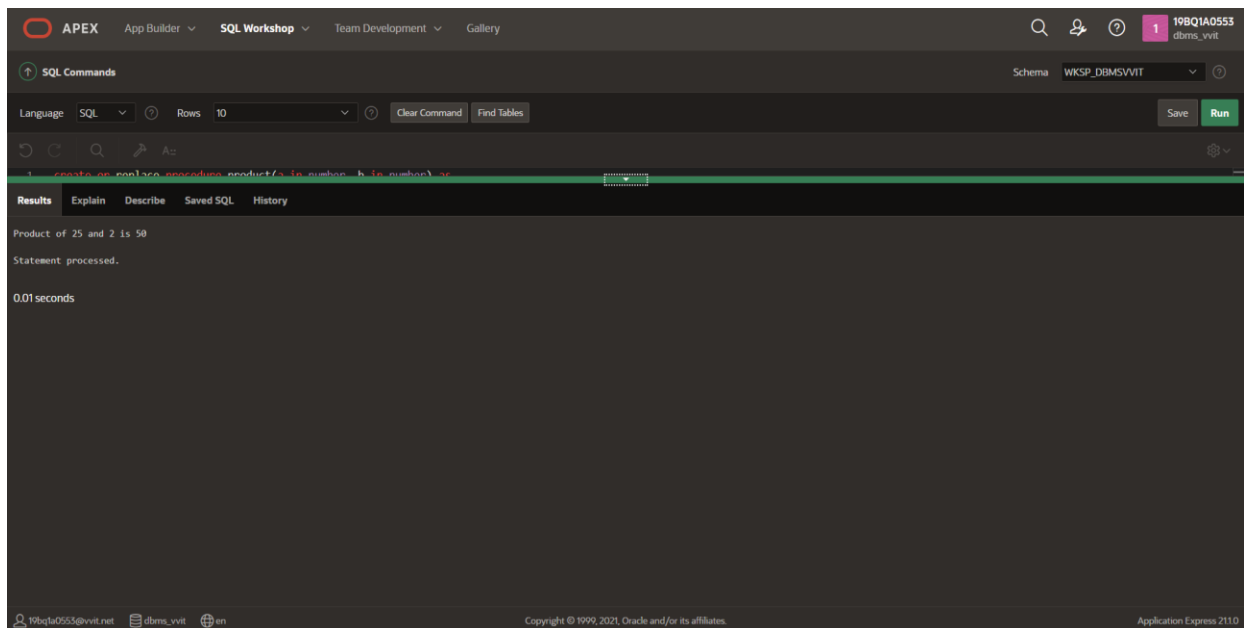 APEX App Builder SQL Workshop Team Development Gallery 1 19BQ1A0553
dbms_vvit
SQL Commands Schema WKSP_DBMSVVIT
Language SQL Rows 10 Clear Command Find Tables Save Run
1 create or replace procedure product(a in number, b in number) as
Results Explain Describe Saved SQL History
Product of 25 and 2 is 50
Statement processed.
0.01 seconds
19bq1a0553@vvit.net dbms_vvit en Copyright © 1999, 2021, Oracle and/or its affiliates. Application Express 21.1.0